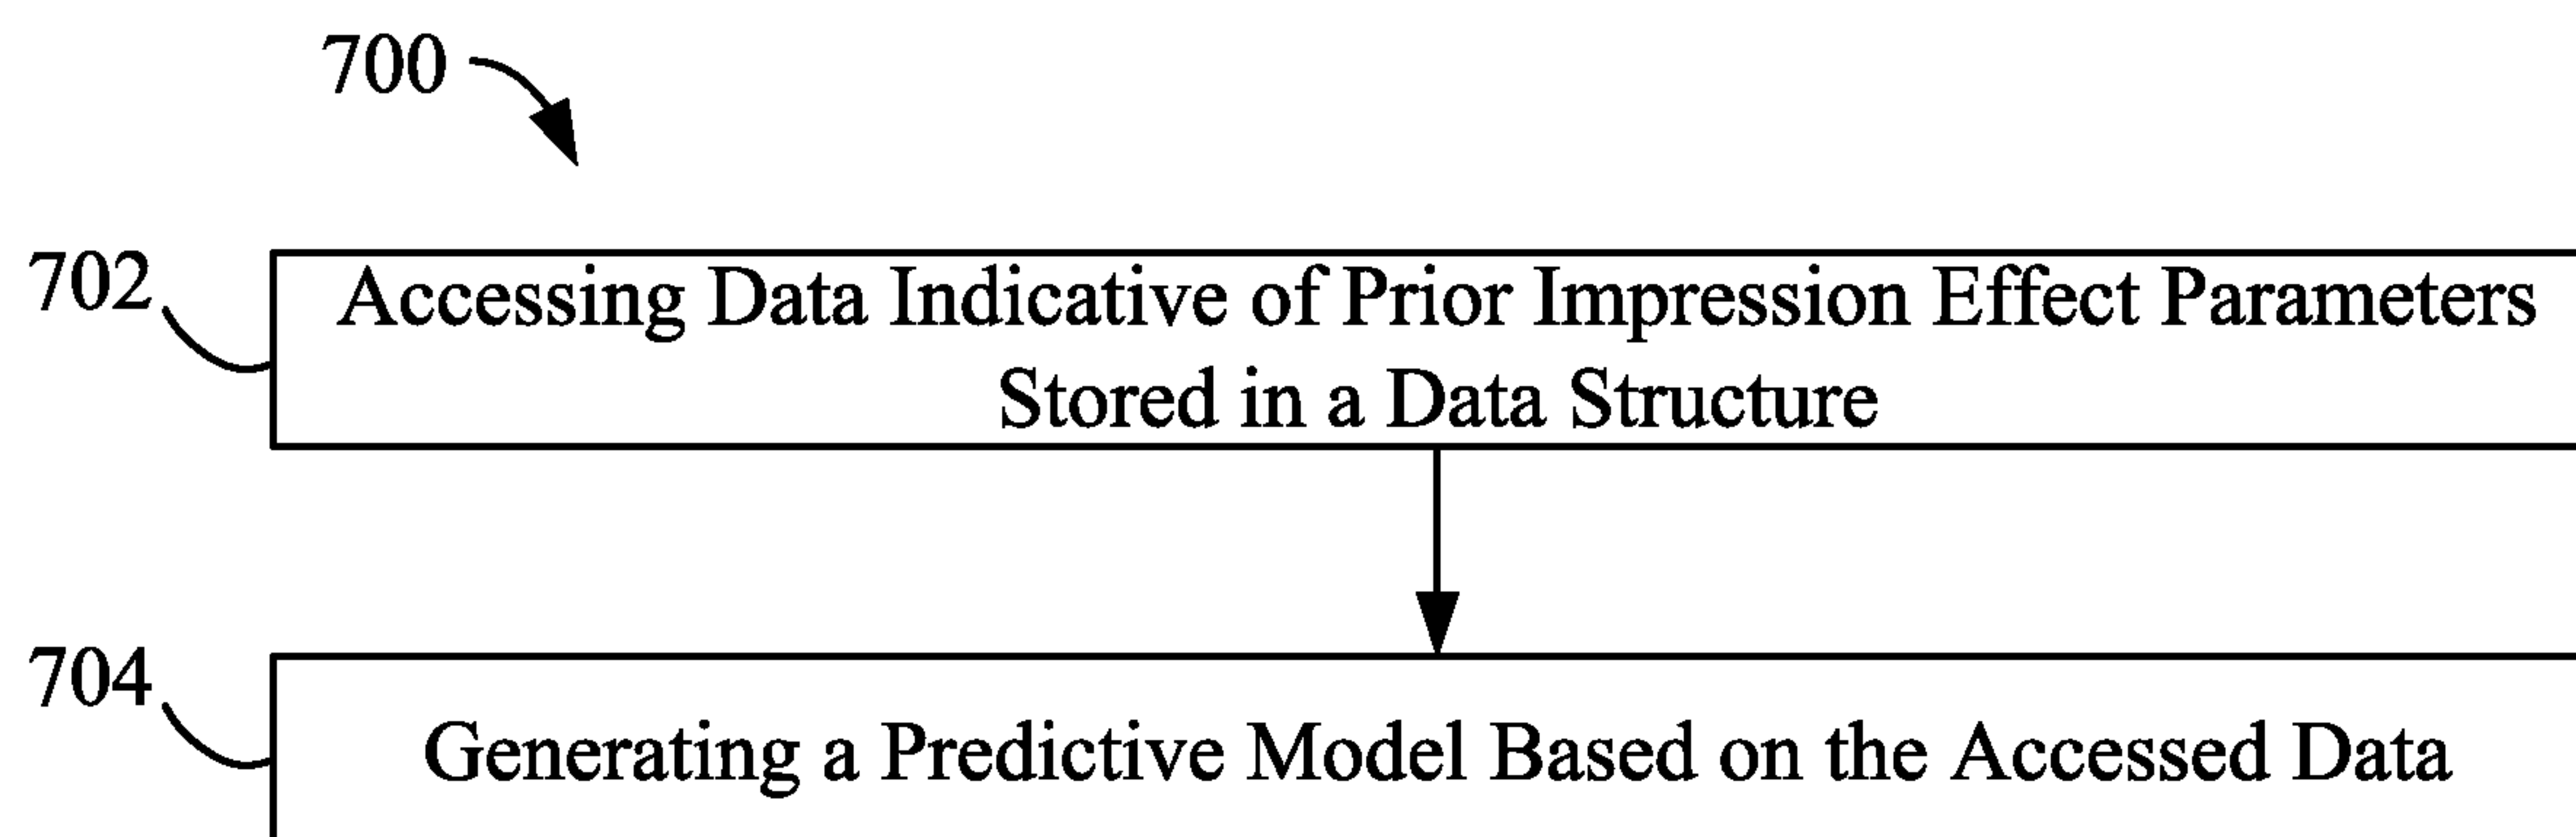 700
702
Accessing Data Indicative of Prior Impression Effect Parameters
Stored in a Data Structure
704
Generating a Predictive Model Based on the Accessed Data